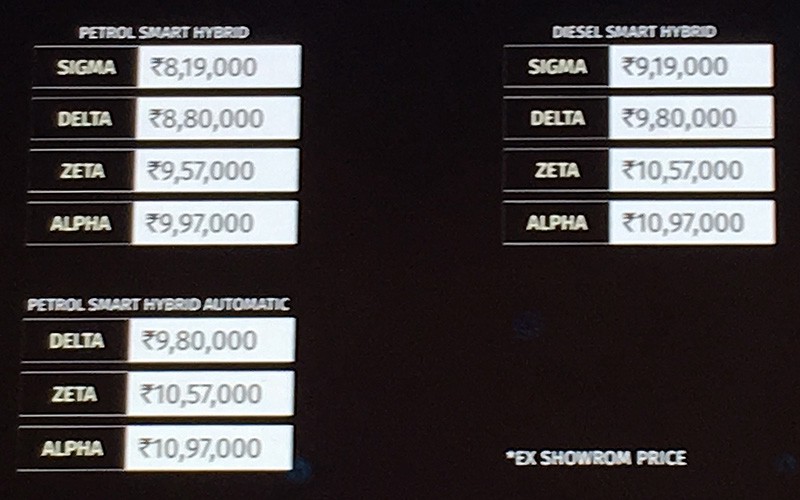 PETROL SMART HYBRID
SIGMA ₹8,19,000
DELTA ₹8,80,000
ZETA ₹9,57,000
ALPHA ₹9,97,000
DIESEL SMART HYBRID
SIGMA ₹9,19,000
DELTA ₹9,80,000
ZETA ₹10,57,000
ALPHA ₹10,97,000
PETROL SMART HYBRID AUTOMATIC
DELTA ₹9,80,000
ZETA ₹10,57,000
ALPHA ₹10,97,000
*EX SHOWROM PRICE